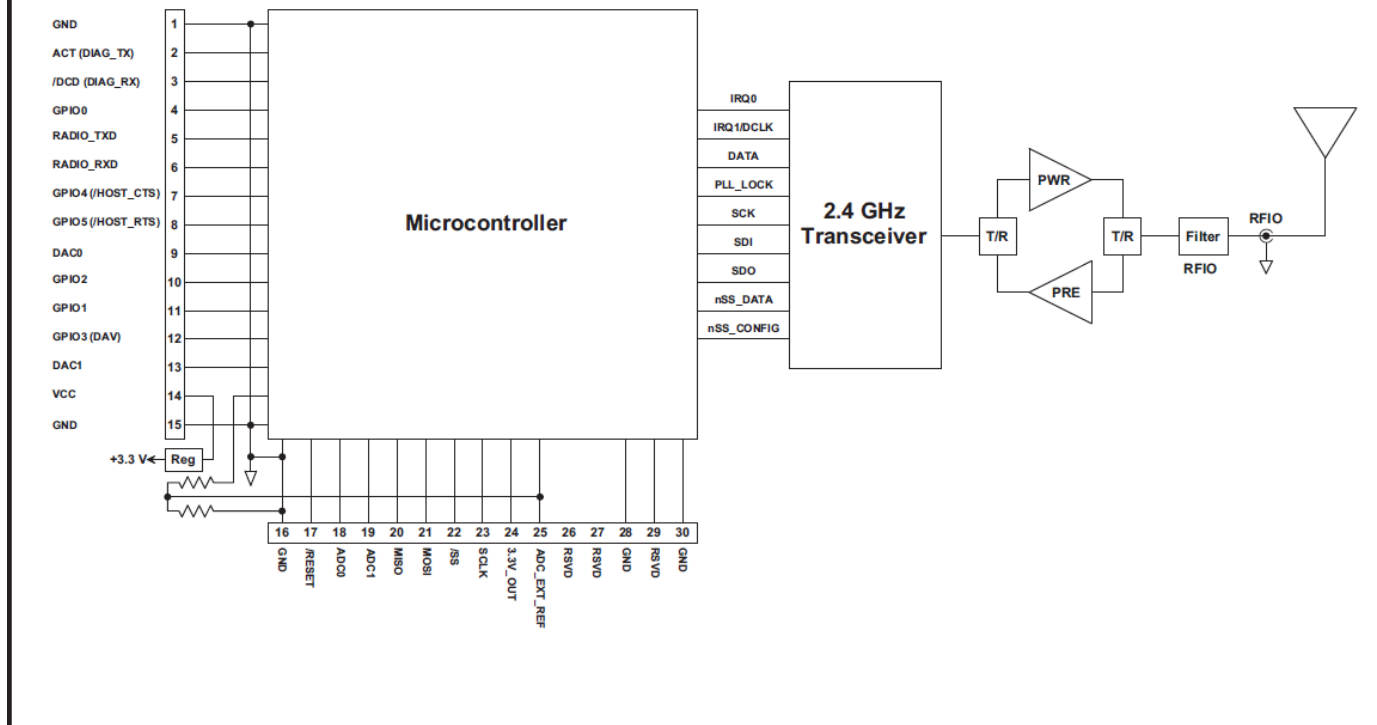 GND 1
ACT (DIAG_TX) 2
/DCD (DIAG_RX) 3
GPIO0 4
RADIO_TXD 5
RADIO_RXD 6
GPIO4 (/HOST_CTS) 7
GPIO5 (/HOST_RTS) 8
DAC0 9
GPIO2 10
GPIO1 11
GPIO3 (DAV) 12
DAC1 13
VCC 14
GND 15
+3.3 V
Reg
Microcontroller
IRQ0
IRQ1/DCLK
DATA
PLL_LOCK
SCK
SDI
SDO
nSS_DATA
nSS_CONFIG
2.4 GHz
Transceiver
T/R
PWR
PRE
T/R
Filter
RFIO
RFIO
16 17 18 19 20 21 22 23 24 25 26 27 28 29 30
GND
/RESET
ADC0
ADC1
MISO
MOSI
/SS
SCLK
3.3V_OUT
ADC_EXT_REF
RSVD
RSVD
GND
RSVD
GND